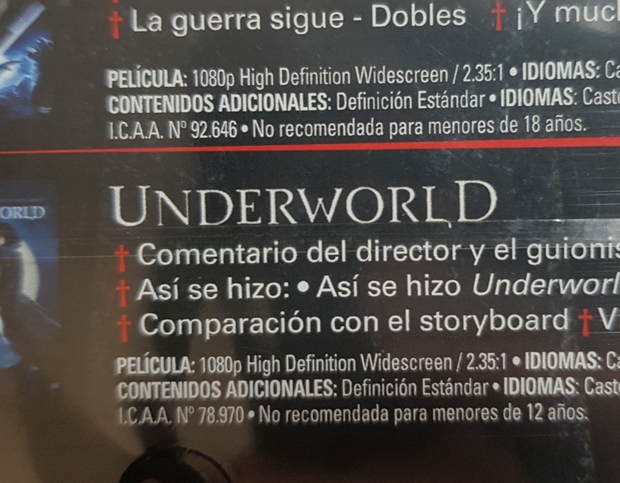 † La guerra sigue - Dobles † ¡Y muc
PELÍCULA: 1080p High Definition Widescreen / 2.35:1 • IDIOMAS: Ca
CONTENIDOS ADICIONALES: Definición Estándar • IDIOMAS: Caste
I.C.A.A. Nº 92.646 • No recomendada para menores de 18 años.
ORLD
UNDERWORLD
† Comentario del director y el guionis
† Así se hizo: • Así se hizo Underworl
† Comparación con el storyboard † V
PELÍCULA: 1080p High Definition Widescreen / 2.35:1 • IDIOMAS: Ca
CONTENIDOS ADICIONALES: Definición Estándar • IDIOMAS: Caste
I.C.A.A. Nº 78.970 • No recomendada para menores de 12 años.